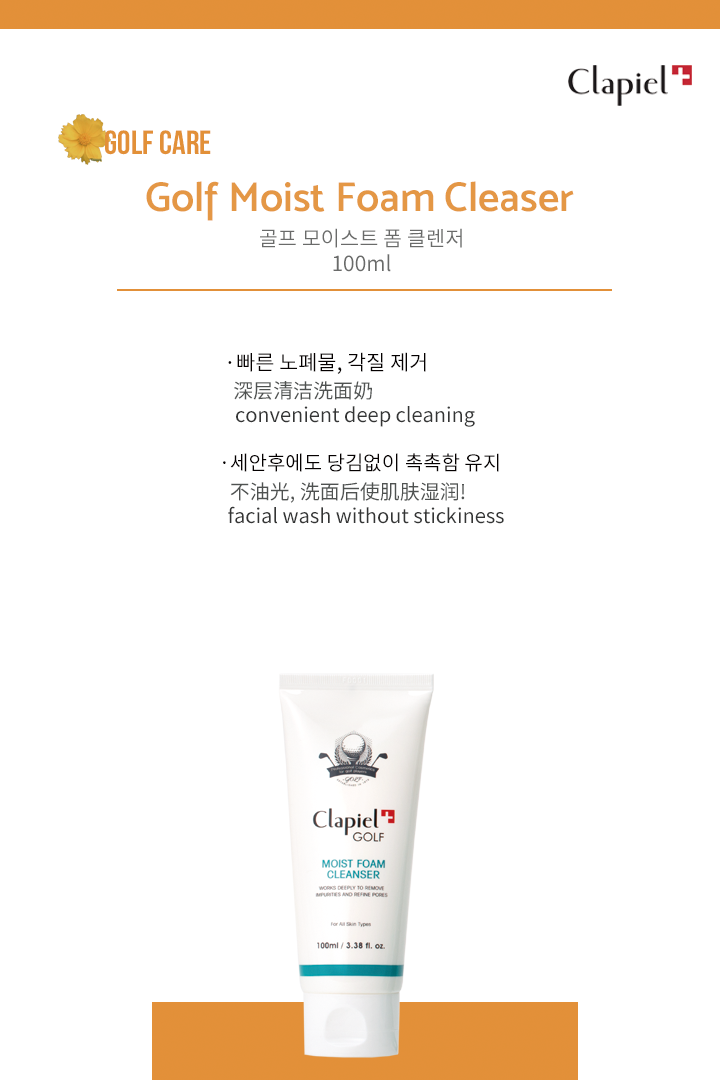 Clapiel
GOLF CARE
Golf Moist Foam Cleaser
골프 모이스트 폼 클렌저
100ml
· 빠른 노폐물, 각질 제거
深层清洁洗面奶
convenient deep cleaning
· 세안후에도 당김없이 촉촉함 유지
不油光, 洗面后使肌肤湿润!
facial wash without stickiness
for golf players
Clapiel
GOLF
MOIST FOAM
CLEANSER
WORKS DEEPLY TO REMOVE
IMPURITIES AND REFINE PORES
For All Skin Types
100ml / 3.38 fl. oz.